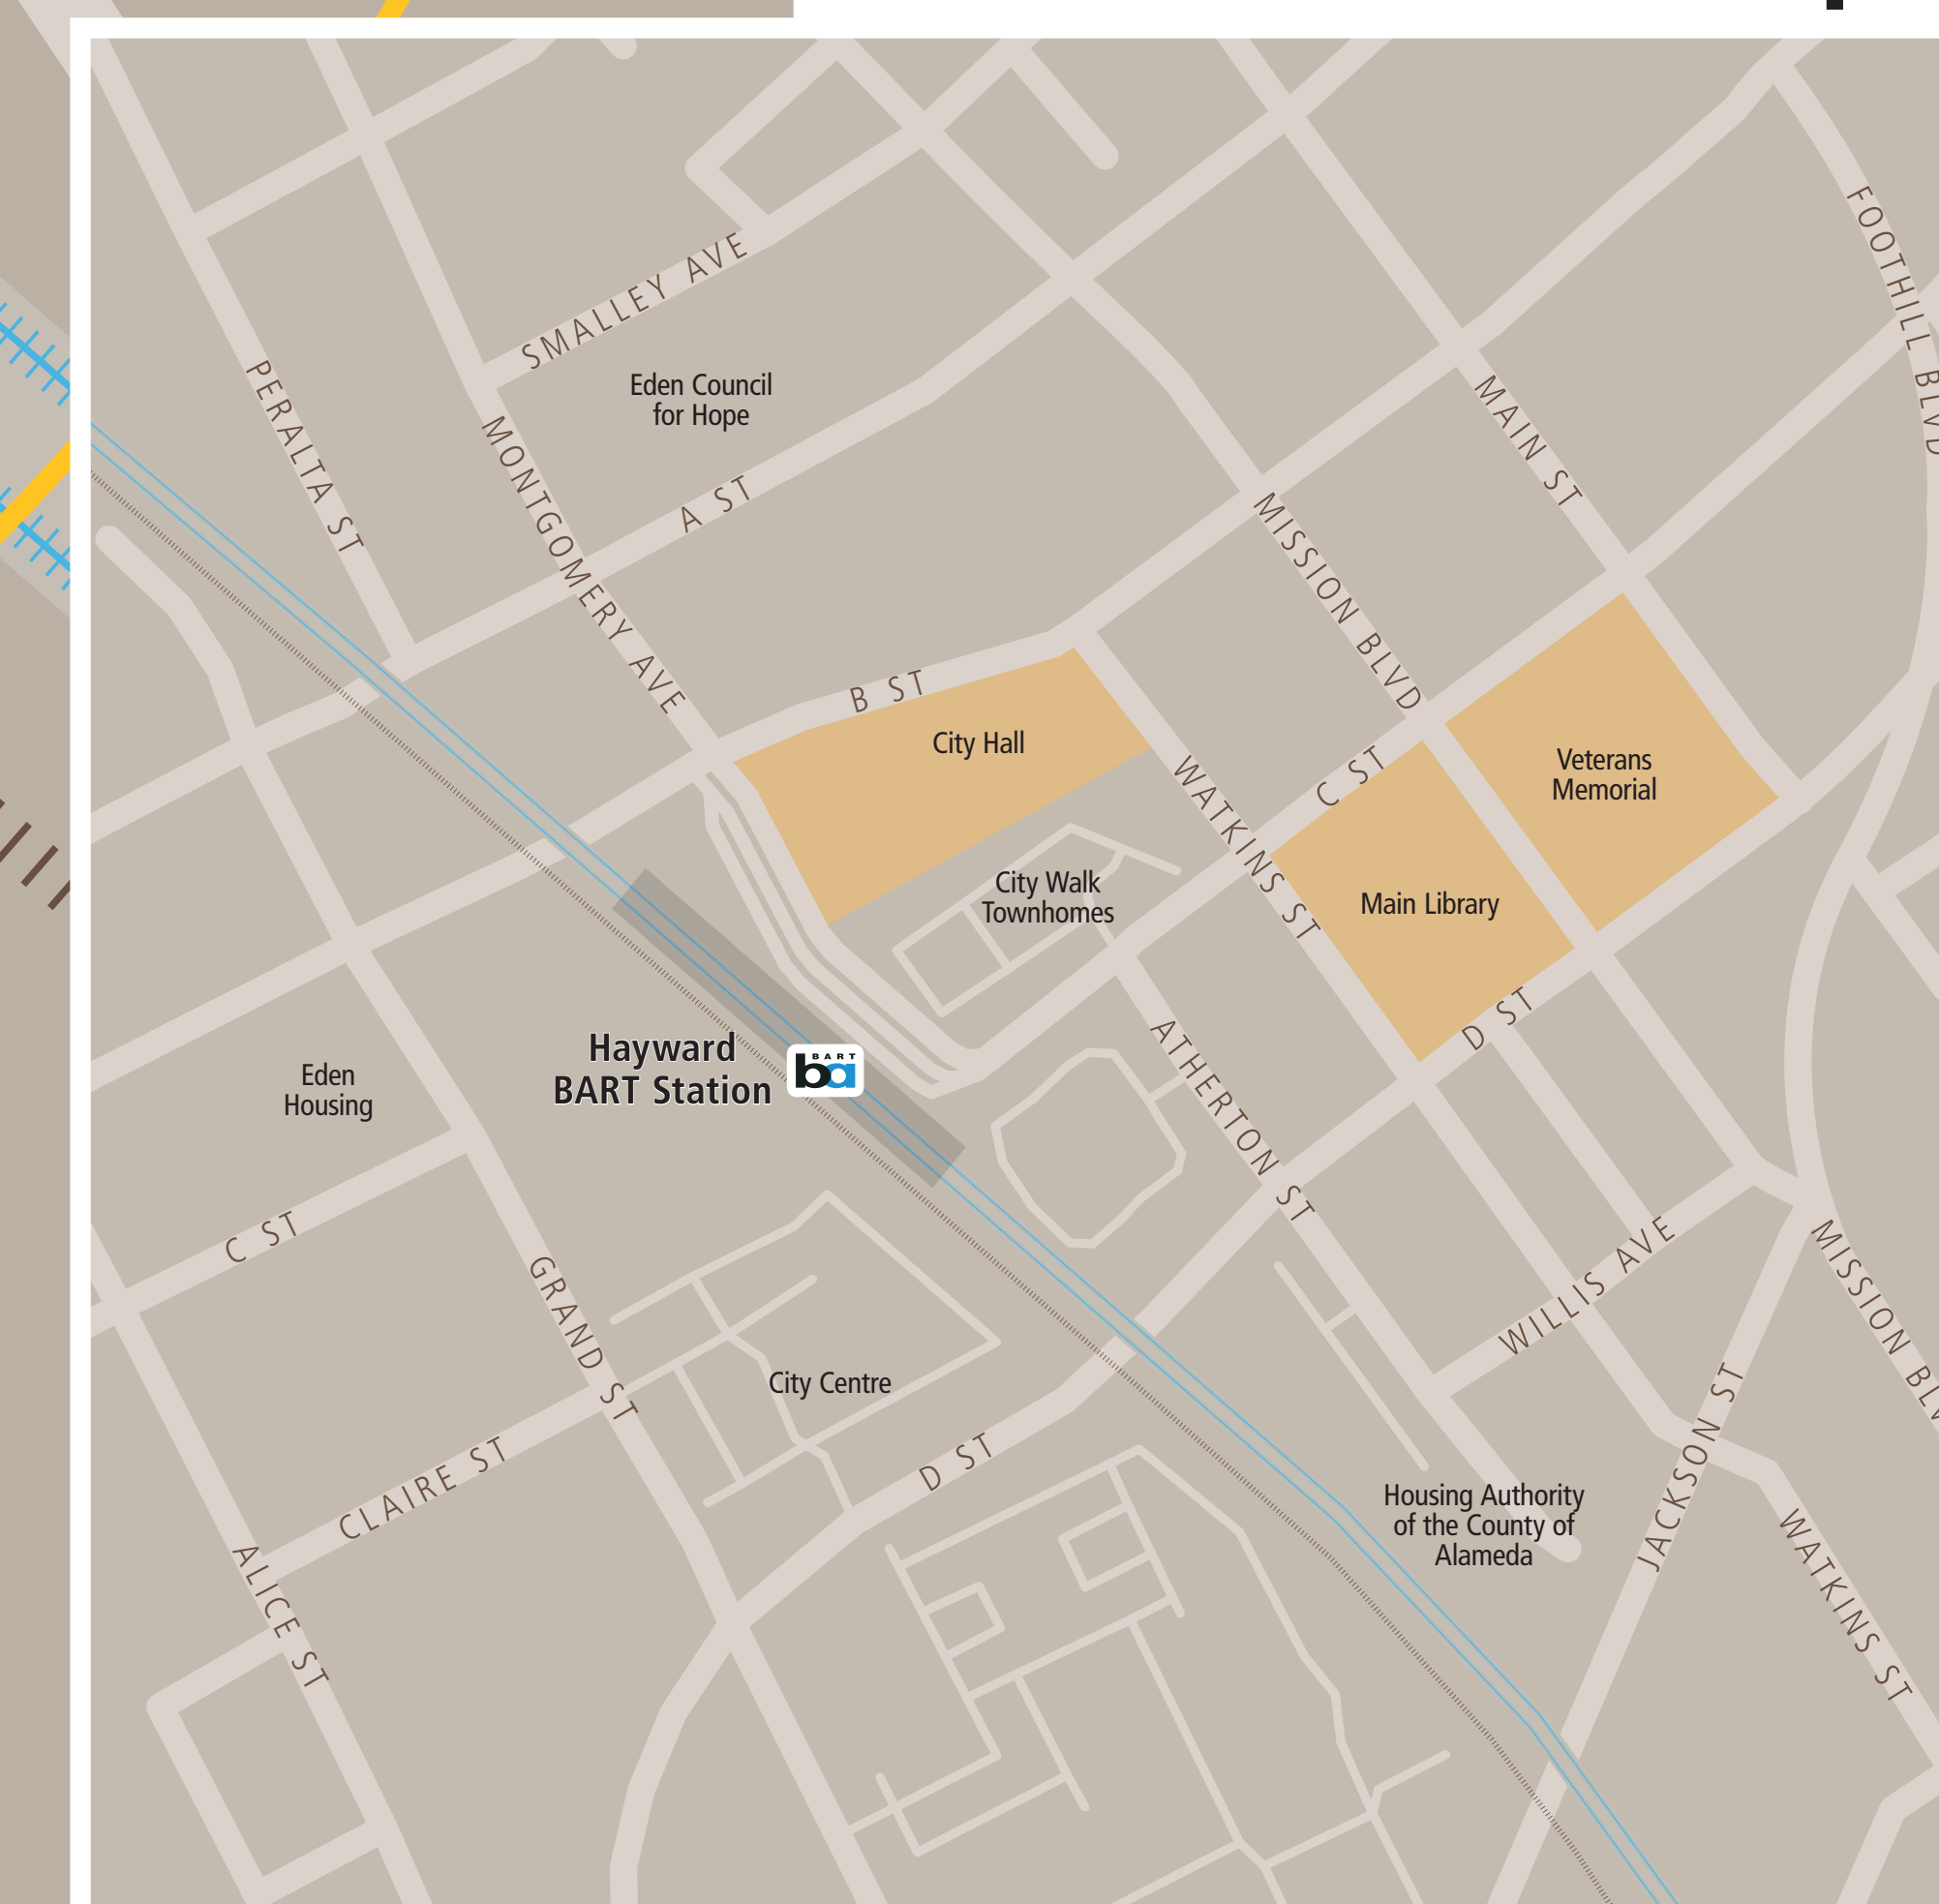 FOOTHILL BLVD
SMALLEY AVE
PERALTA ST
Eden Council
for Hope
MAIN ST
MONTGOMERY AVE
A ST
MISSION BLVD
B ST
City Hall
C ST
Veterans
Memorial
WATKINS ST
City Walk
Townhomes
Main Library
D ST
Hayward
BART Station
BART
ba
Eden
Housing
ATHERTON ST
C ST
GRAND ST
WILLIS AVE
MISSION BLV
City Centre
CLAIRE ST
D ST
JACKSON ST
Housing Authority
of the County of
Alameda
ALICE ST
WATKINS ST